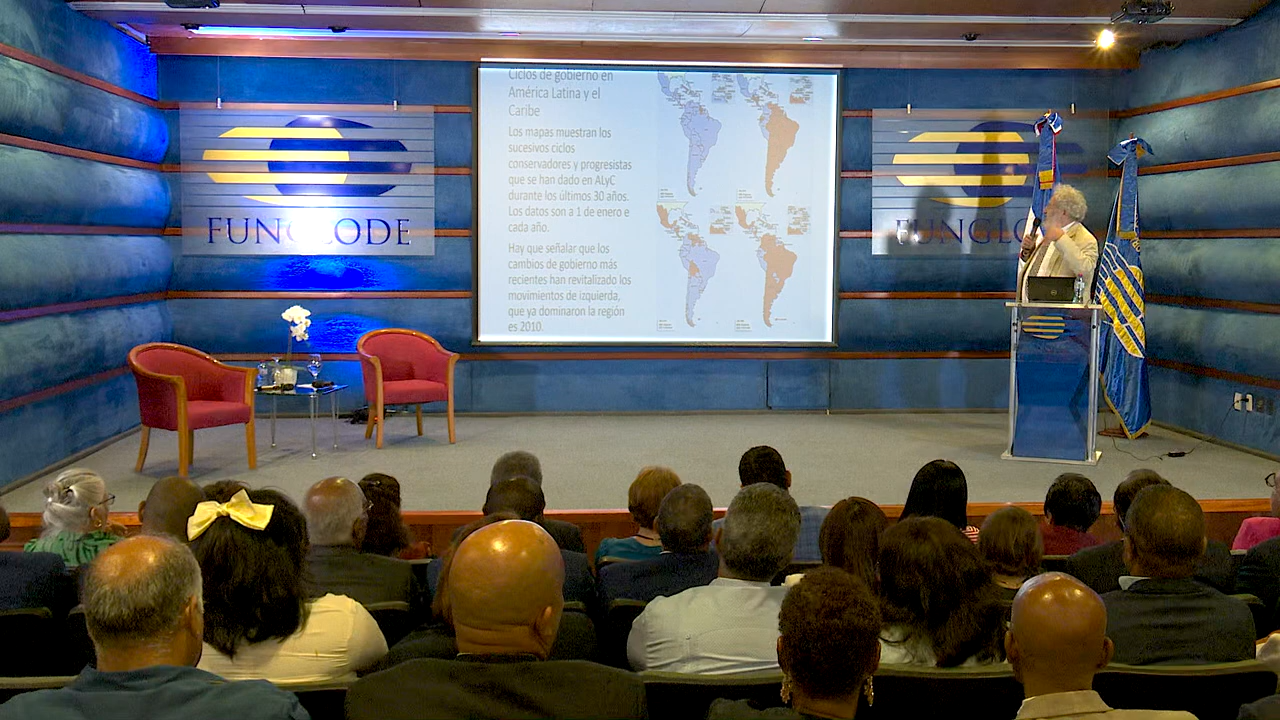 FUNGLODE
Ciclos de gobierno en
América Latina y el
Caribe
Los mapas muestran los
sucesivos ciclos
conservadores y progresistas
que se han dado en ALyC
durante los últimos 30 años.
Los datos son a 1 de enero e
cada año.
Hay que señalar que los
cambios de gobierno más
recientes han revitalizado los
movimientos de izquierda,
que ya dominaron la región
es 2010.
FUNGLODE